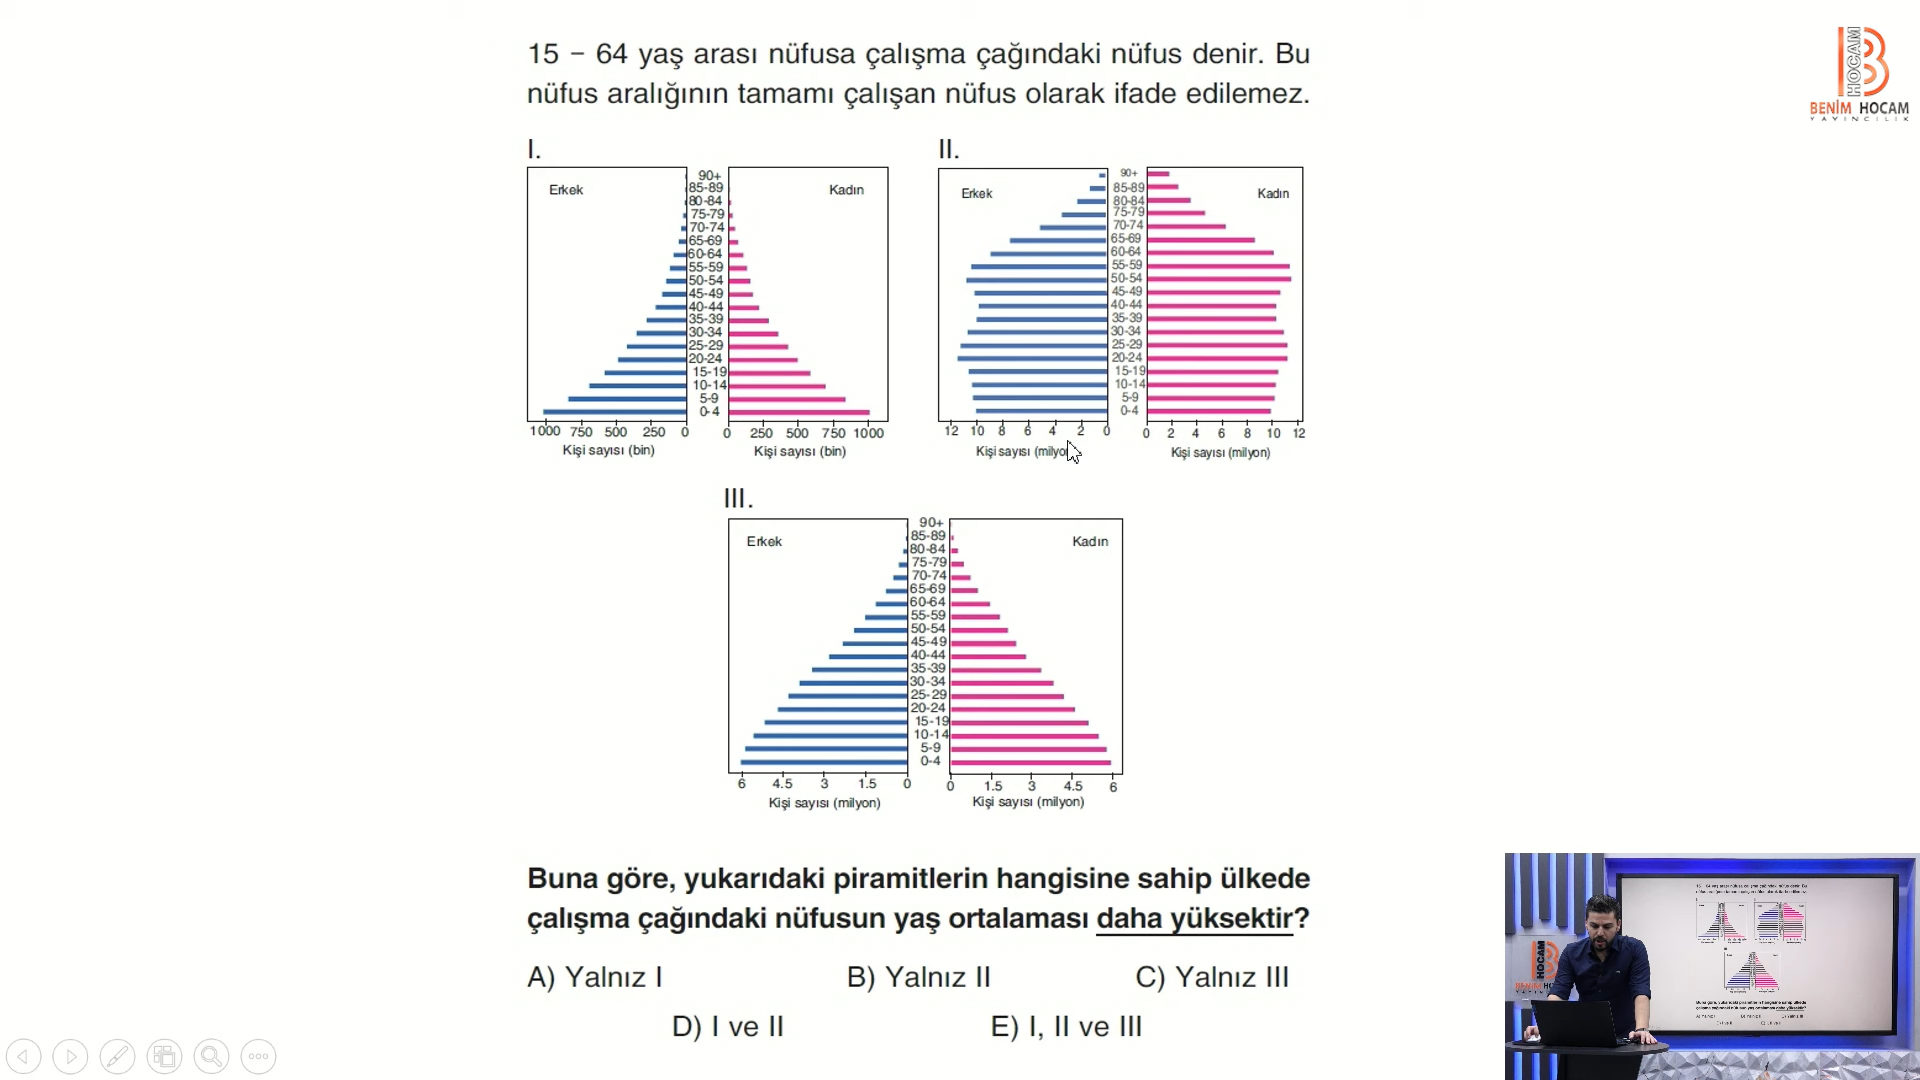 15 – 64 yaş arası nüfusa çalışma çağındaki nüfus denir. Bu
nüfus aralığının tamamı çalışan nüfus olarak ifade edilemez.
HOCAM
BENİM HOCAM
YAYINCILIK
I.
Erkek
Kadın
90+
85-89
80-84
75-79
70-74
65-69
60-64
55-59
50-54
45-49
40-44
35-39
30-34
25-29
20-24
15-19
10-14
5-9
0-4
1000 750 500 250 0
0 250 500 750 1000
Kişi sayısı (bin)
Kişi sayısı (bin)
II.
Erkek
Kadın
90+
85-89
80-84
75-79
70-74
65-69
60-64
55-59
50-54
45-49
40-44
35-39
30-34
25-29
20-24
15-19
10-14
5-9
0-4
12 10 8 6 4 2 0
0 2 4 6 8 10 12
Kişi sayısı (milyo
Kişi sayısı (milyon)
III.
Erkek
Kadın
90+
85-89
80-84
75-79
70-74
65-69
60-64
55-59
50-54
45-49
40-44
35-39
30-34
25-29
20-24
15-19
10-14
5-9
0-4
6 4.5 3 1.5 0
0 1.5 3 4.5 6
Kişi sayısı (milyon)
Kişi sayısı (milyon)
Buna göre, yukarıdaki piramitlerin hangisine sahip ülkede
çalışma çağındaki nüfusun yaş ortalaması daha yüksektir?
A) Yalnız I
B) Yalnız II
C) Yalnız III
D) I ve II
E) I, II ve III
HOCAM